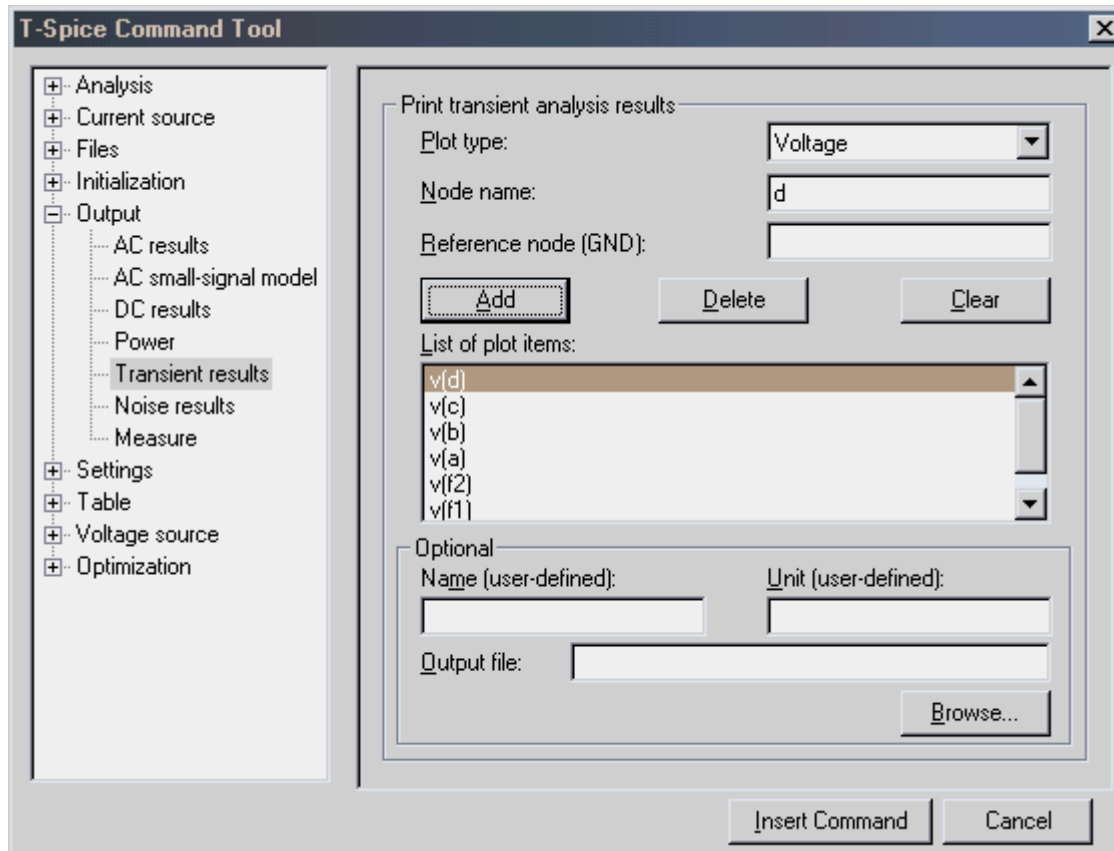 T-Spice Command Tool
Analysis
Current source
Files
Initialization
Output
AC results
AC small-signal model
DC results
Power
Transient results
Noise results
Measure
Settings
Table
Voltage source
Optimization
Print transient analysis results
Plot type:
Voltage
Node name:
d
Reference node (GND):
Add
Delete
Clear
List of plot items:
v(d)
v(c)
v(b)
v(a)
v(f2)
v(f1)
Optional
Name (user-defined):
Unit (user-defined):
Output file:
Browse...
Insert Command
Cancel